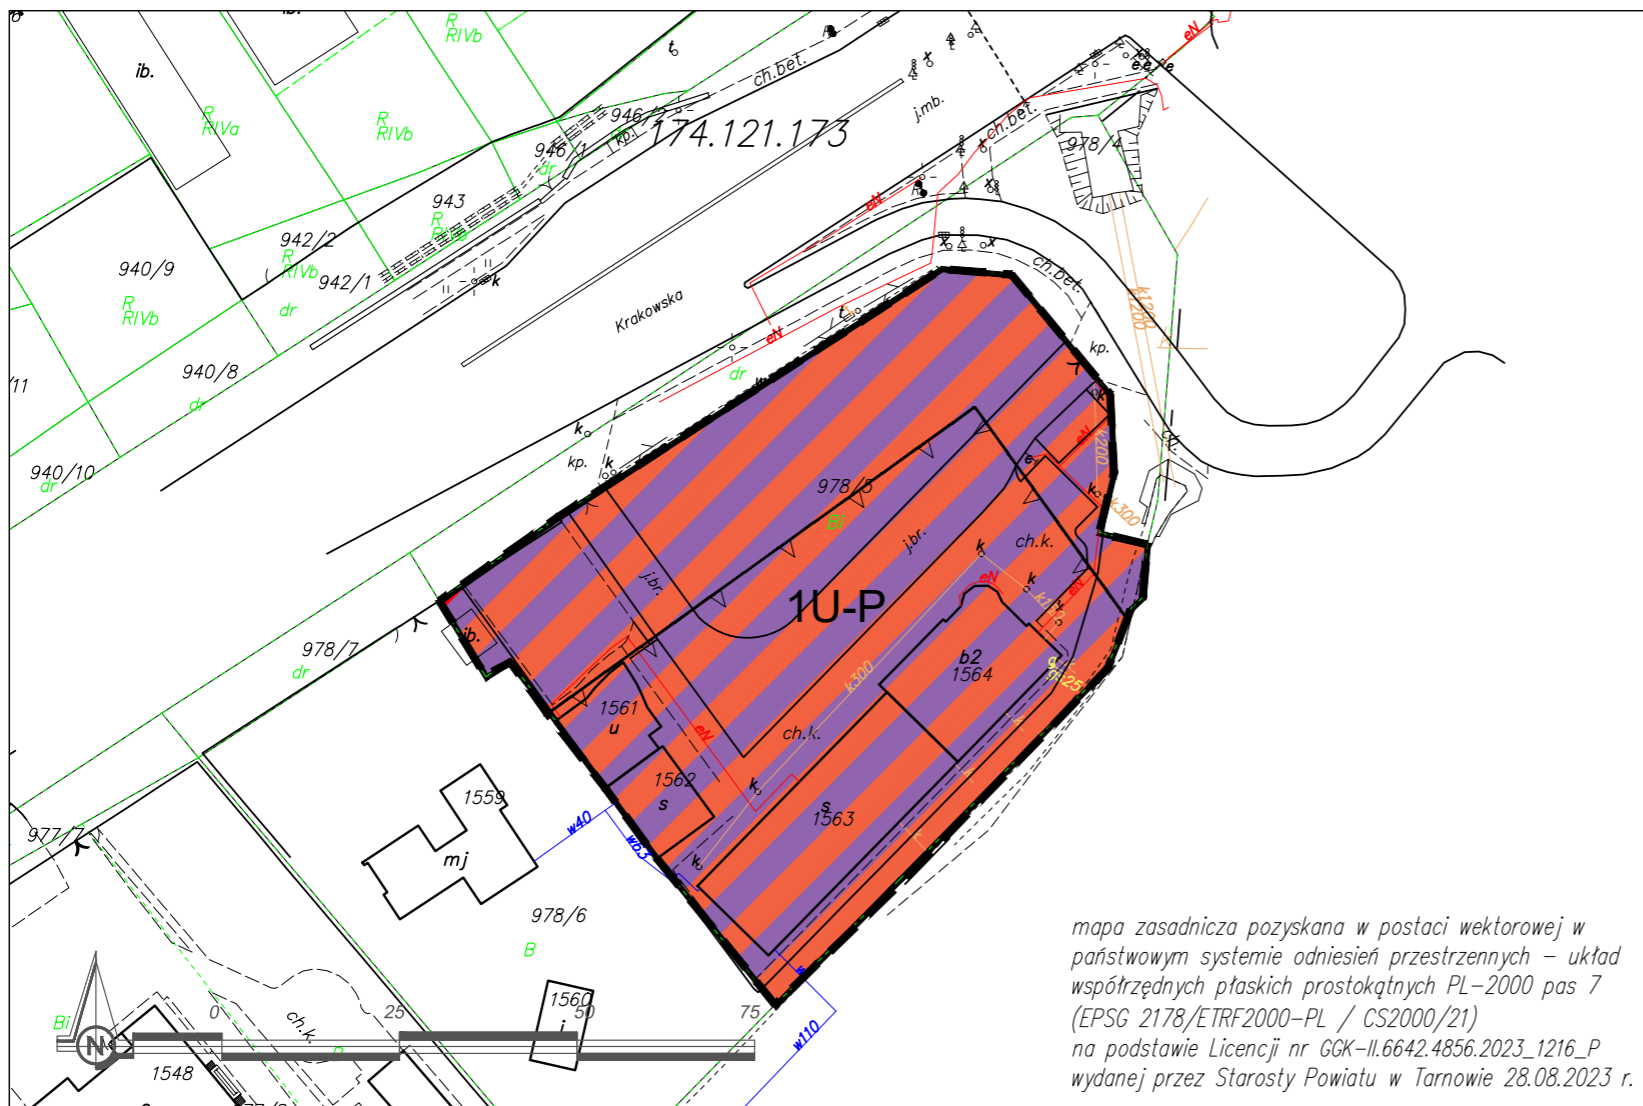 ib.
R
RIVb
R
RIVa
R
RIVb
t
ch.bet.
946/2
kp.
174.121.173
946/1
dr
j.mb.
ch.bet.
eN
e
978/4
943
R
942/2
R
RIVb
942/1
dr
940/9
R
RIVb
k
Krakowska
eN
eN
t
dr
ch.bet.
kp.
k1200
940/8
dr
940/10
dr
k
kp.
k
978/5
Bi
j.br.
j.br.
ch.k.
k
k
eN
eN
eN
k200
k300
k
1U-P
ib.
978/7
dr
k300
b2
1564
1561
u
eN
ch.k.
1562
s
k
s
1563
k
1559
mj
w40
w63
977/7
978/6
B
1560
i
w
w110
0
25
50
75
N
Bi
ch.k.
1548
mapa zasadnicza pozyskana w postaci wektorowej w
państwowym systemie odniesień przestrzennych – układ
współrzędnych płaskich prostokątnych PL-2000 pas 7
(EPSG 2178/ETRF2000-PL / CS2000/21)
na podstawie Licencji nr GGK-II.6642.4856.2023_1216_P
wydanej przez Starosty Powiatu w Tarnowie 28.08.2023 r.